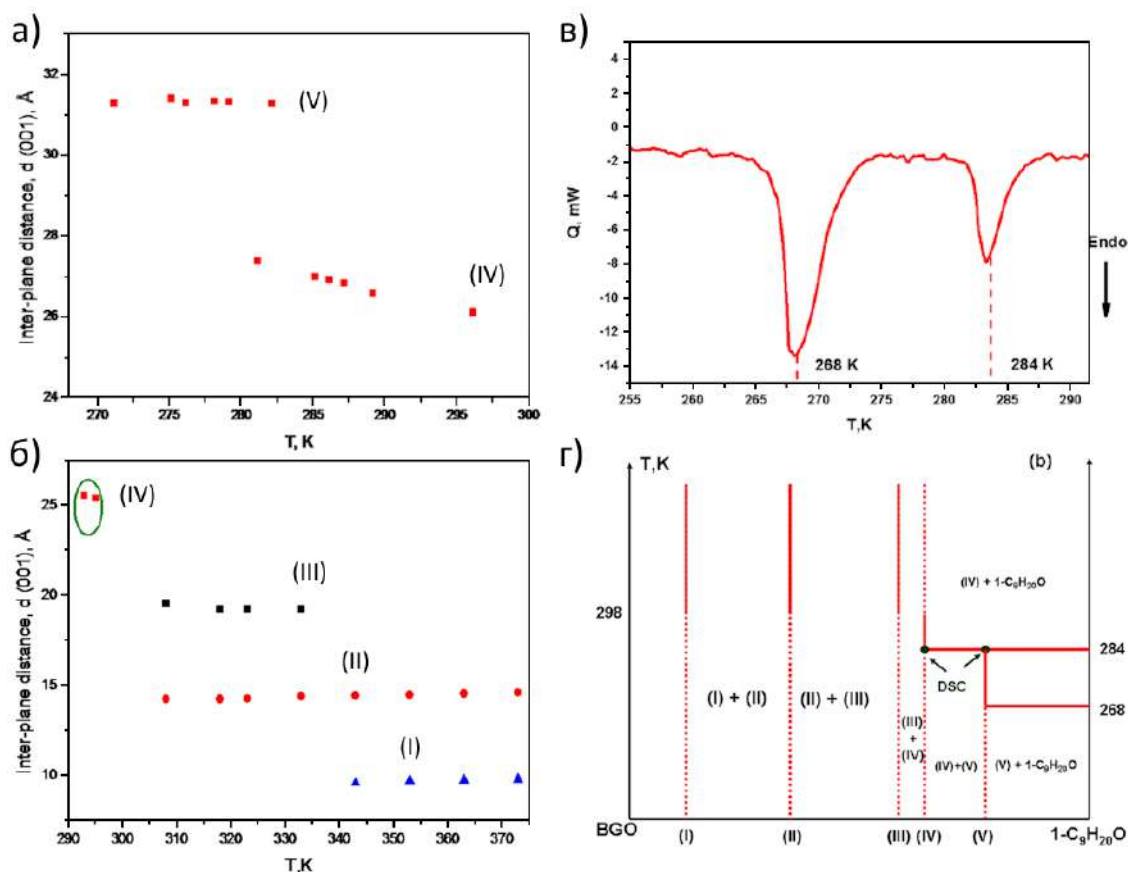 а)
Inter-plane distance, d (001), Å
32
30
28
26
24
270
275
280
285
290
295
300
T, K
(V)
(IV)
в)
Q, mW
4
2
0
-2
-4
-6
-8
-10
-12
-14
255
260
265
270
275
280
285
290
T,K
268 K
284 K
Endo
б)
Inter-plane distance, d (001), Å
25
20
15
10
290
300
310
320
330
340
350
360
370
T,K
(IV)
(III)
(II)
(I)
г)
T,K
(b)
(IV) + 1-C₉H₂₀O
298
284
DSC
268
(I) + (II)
(II) + (III)
(III)
+
(IV)
(IV)+(V)
(V) + 1-C₉H₂₀O
BGO
(I)
(II)
(III)
(IV)
(V)
1-C₉H₂₀O